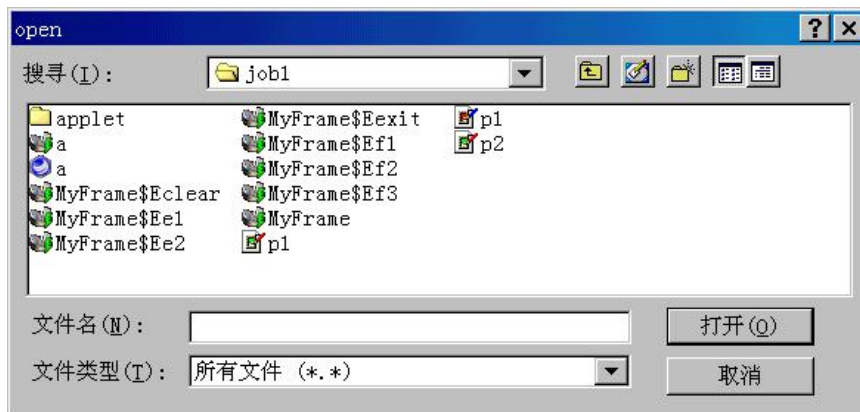 open
搜寻(I): job1
applet MyFrame$Eexit p1
a MyFrame$Ef1 p2
a MyFrame$Ef2
MyFrame$Eclear MyFrame$Ef3
MyFrame$Ee1 MyFrame
MyFrame$Ee2 p1
文件名(N): 打开(O)
文件类型(T): 所有文件 (*.*) 取消